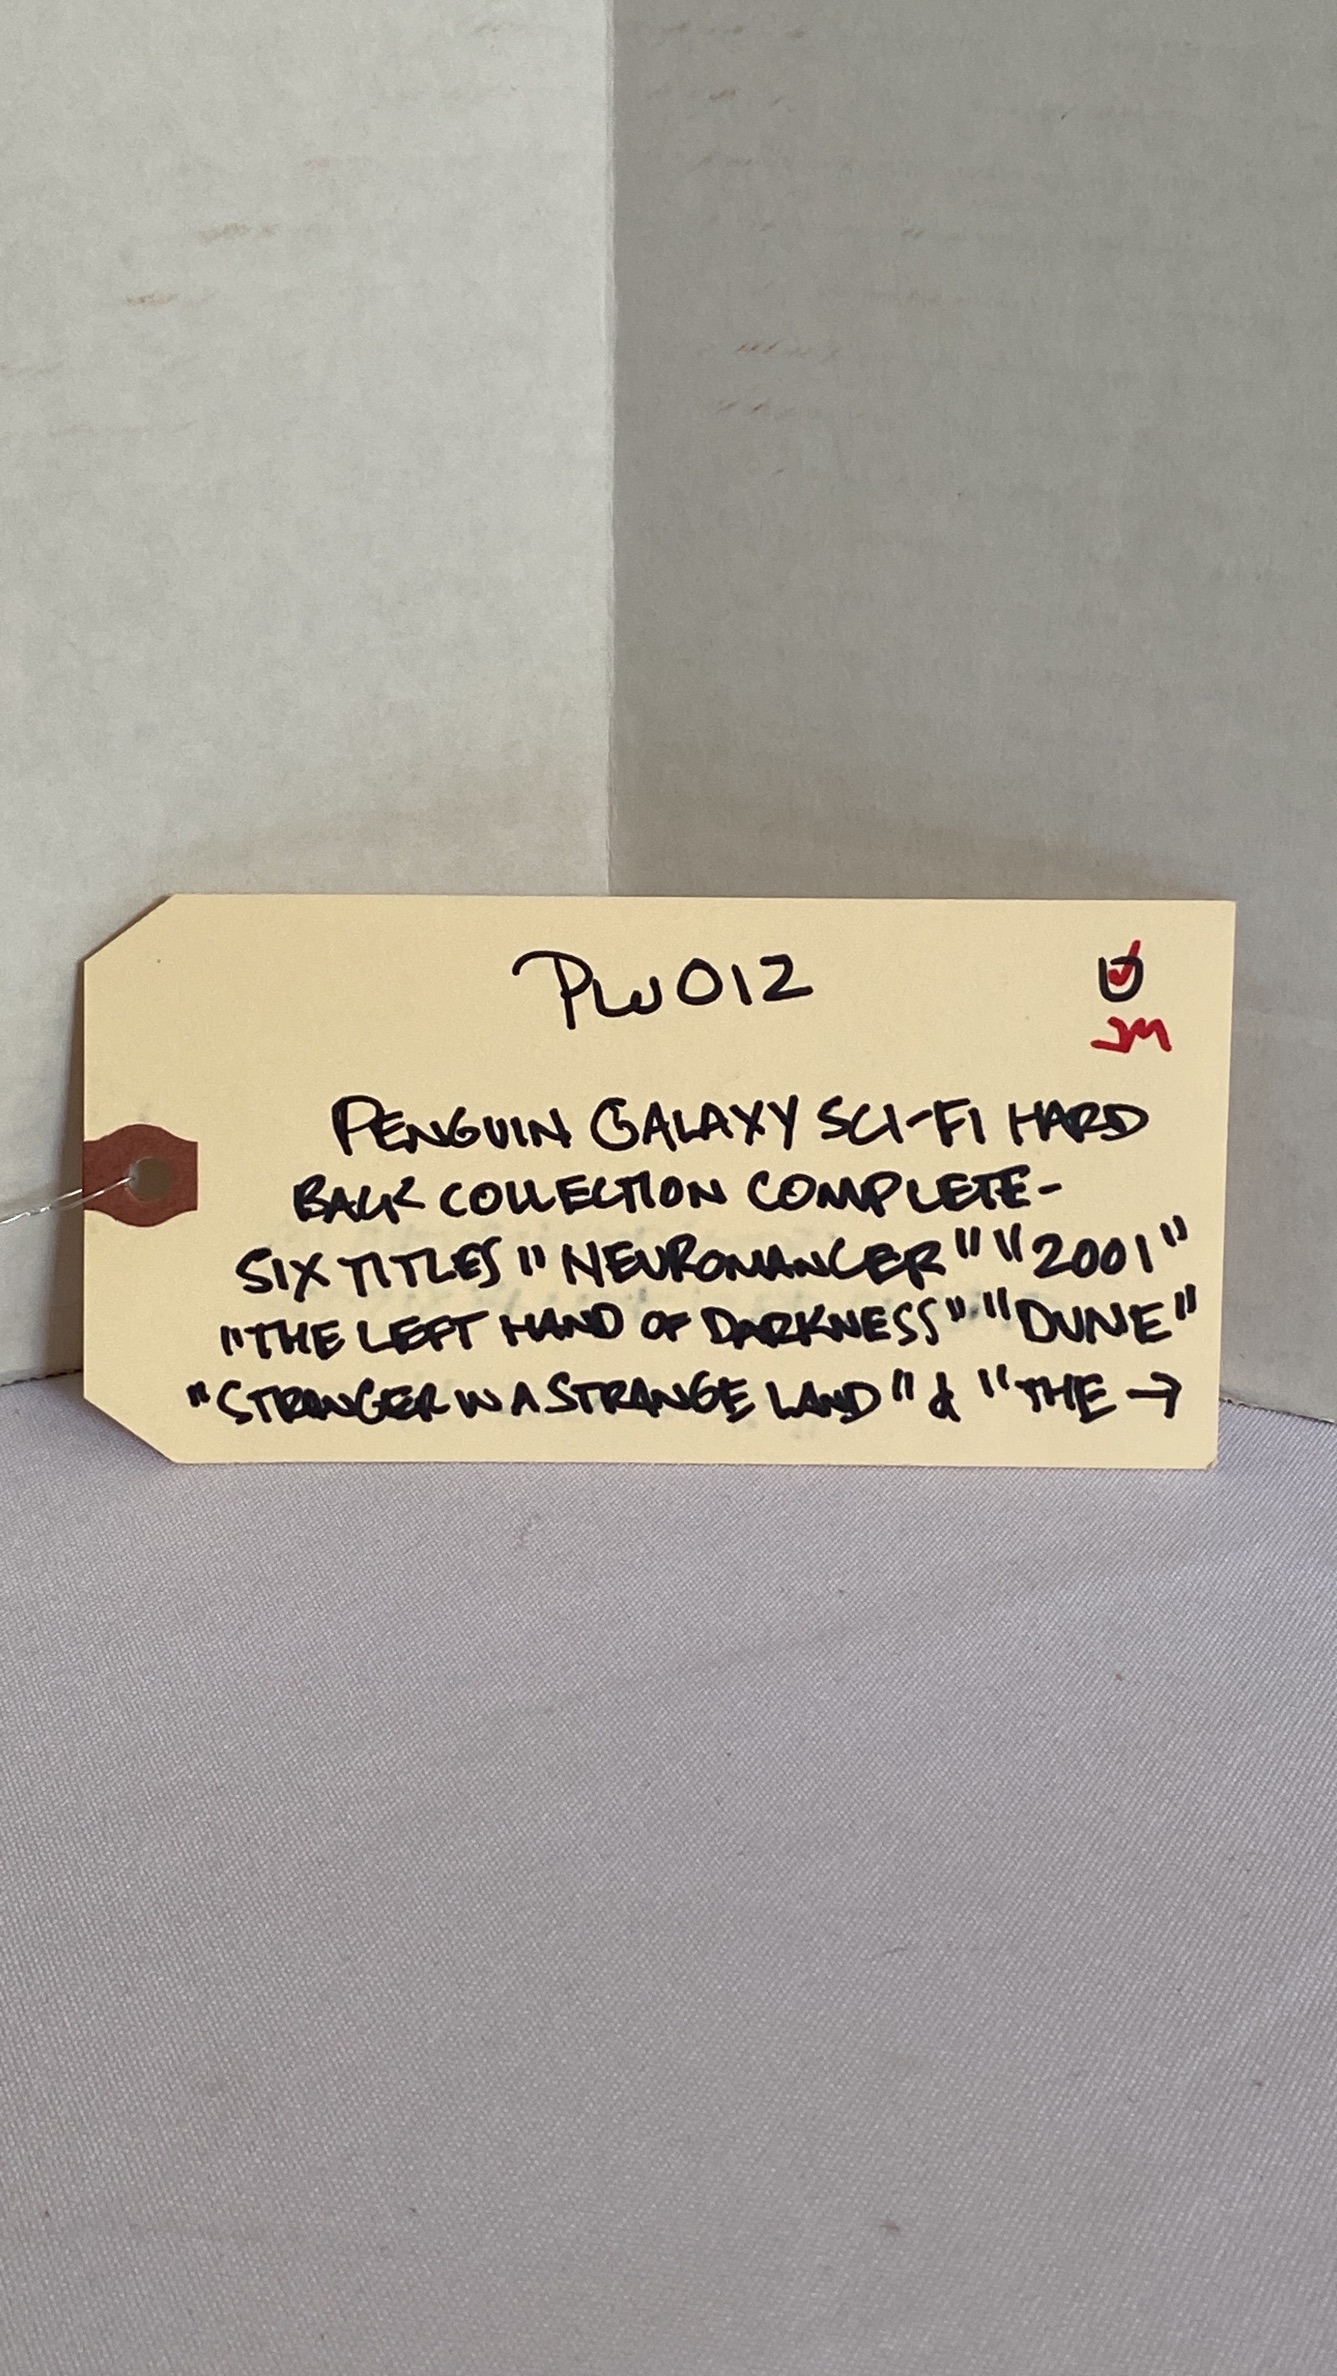 PW012
JM
PENGUIN GALAXY SCI-FI HARD
BACK COLLECTION COMPLETE-
SIX TITLES "NEUROMANCER" "2001"
"THE LEFT HAND OF DARKNESS" "DUNE"
"STRANGER IN A STRANGE LAND" & "THE →